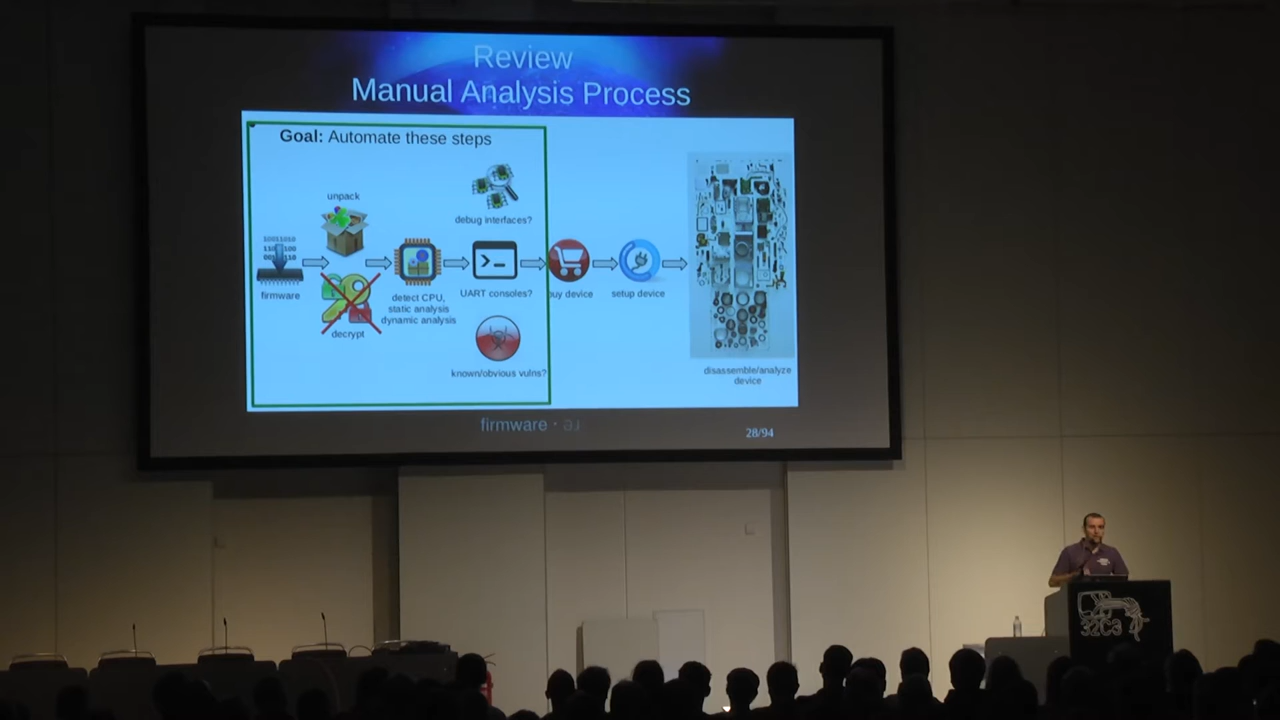 Review
Manual Analysis Process
Goal: Automate these steps
unpack
debug interfaces?
firmware
decrypt
detect CPU,
static analysis
dynamic analysis
UART consoles?
known/obvious vulns?
buy device
setup device
disassemble/analyze
device
firmware
28/94
32C3